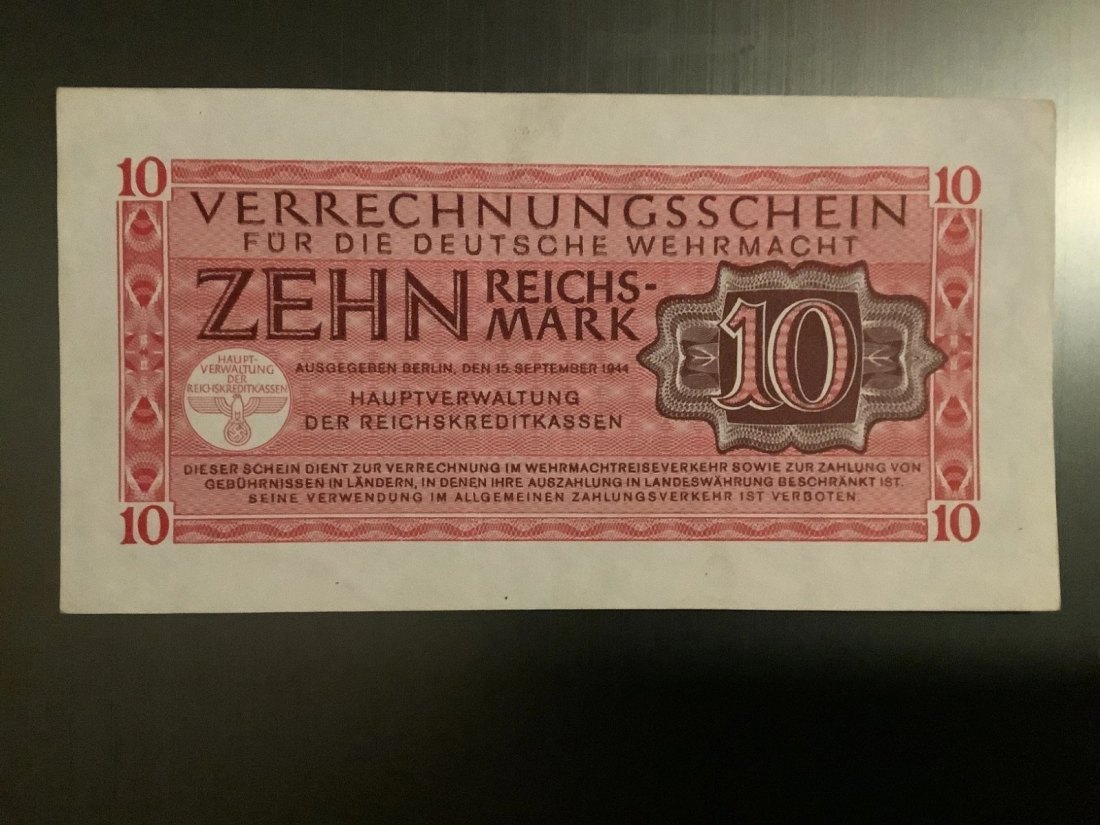 10
10
VERRECHNUNGSSCHEIN
FÜR DIE DEUTSCHE WEHRMACHT
ZEHN REICHS-
MARK
10
HAUPT-
VERWALTUNG
DER
REICHSKREDITKASSEN
AUSGEGEBEN BERLIN, DEN 15. SEPTEMBER 1944
HAUPTVERWALTUNG
DER REICHSKREDITKASSEN
DIESER SCHEIN DIENT ZUR VERRECHNUNG IM WEHRMACHTREISEVERKEHR SOWIE ZUR ZAHLUNG VON
GEBÜHRNISSEN IN LÄNDERN, IN DENEN IHRE AUSZAHLUNG IN LANDESWÄHRUNG BESCHRÄNKT IST.
SEINE VERWENDUNG IM ALLGEMEINEN ZAHLUNGSVERKEHR IST VERBOTEN
10
10